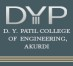 DYP
D. Y. PATIL COLLEGE
OF ENGINEERING,
AKURDI